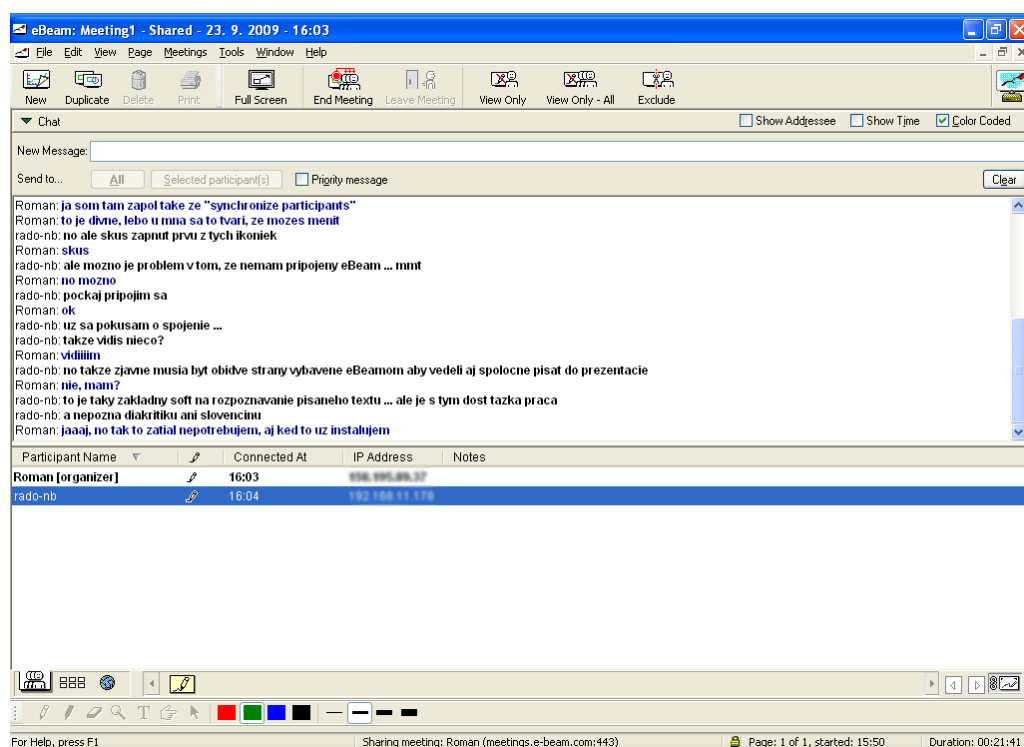 eBeam: Meeting1 - Shared - 23. 9. 2009 - 16:03
File Edit View Page Meetings Tools Window Help
New Duplicate Delete Print Full Screen End Meeting Leave Meeting View Only View Only - All Exclude
Chat Show Addressee Show Time Color Coded
New Message:
Send to... All Selected participant(s) Priority message Clear
Roman: ja som tam zapol take ze "synchronize participants"
Roman: to je divne, lebo u mna sa to tvari, ze mozes menit
rado-nb: no ale skus zapnut prvu z tych ikoniek
Roman: skus
rado-nb: ale mozno je problem v tom, ze nemam pripojeny eBeam ... mmt
Roman: no mozno
rado-nb: pockaj pripojim sa
Roman: ok
rado-nb: uz sa pokusam o spojenie ...
rado-nb: takze vidis nieco?
Roman: vidiiiim
rado-nb: no takze zjavne musia byt obidve strany vybavene eBeamom aby vedeli aj spolocne pisat do prezentacie
Roman: nie, mam?
rado-nb: to je taky zakladny soft na rozpoznavanie pisaneho textu ... ale je s tym dost tazka praca
rado-nb: a nepozna diakritiku ani slovencinu
Roman: jaaaj, no tak to zatial nepotrebujem, aj ked to uz instalujem
Participant Name Connected At IP Address Notes
Roman [organizer] 16:03
rado-nb 16:04
T
For Help, press F1 Sharing meeting: Roman (meetings.e-beam.com:443) Page: 1 of 1, started: 15:50 Duration: 00:21:41